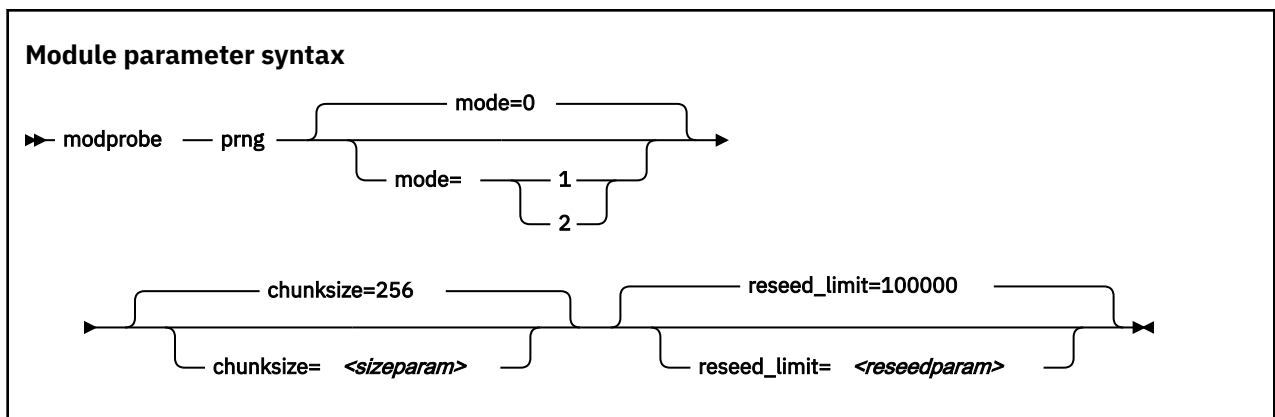 Module parameter syntax
mode=0
modprobe prng
mode= 1
2
chunksize=256 reseed_limit=100000
chunksize= <sizeparam> reseed_limit= <reseedparam>